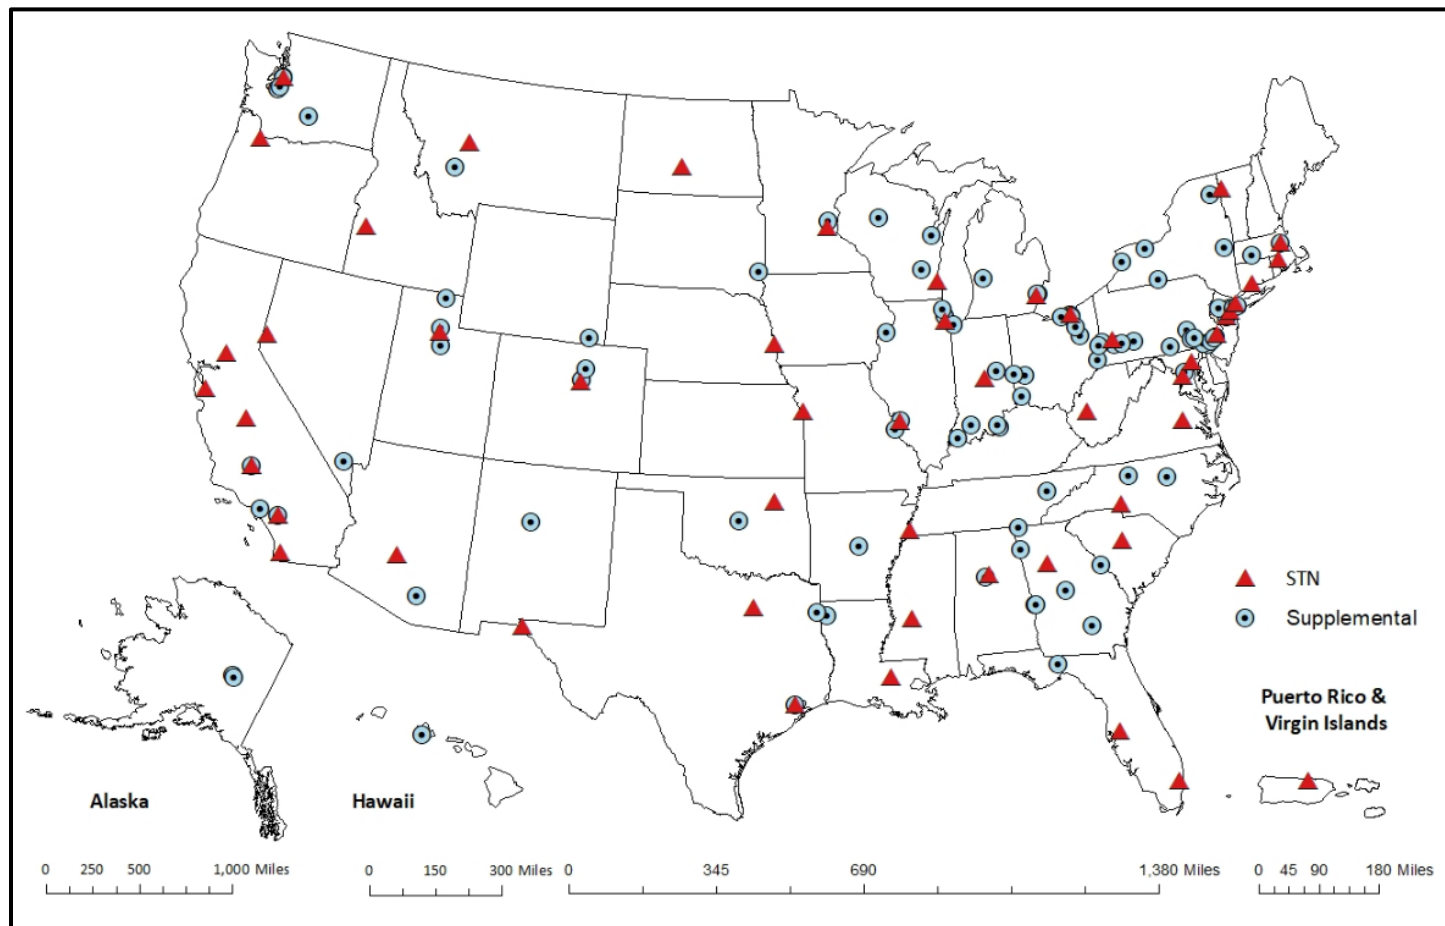 STN
Supplemental
Puerto Rico &
Virgin Islands
Alaska
Hawaii
0 250 500 1,000 Miles
0 150 300 Miles
0 345 690 1,380 Miles
0 45 90 180 Miles